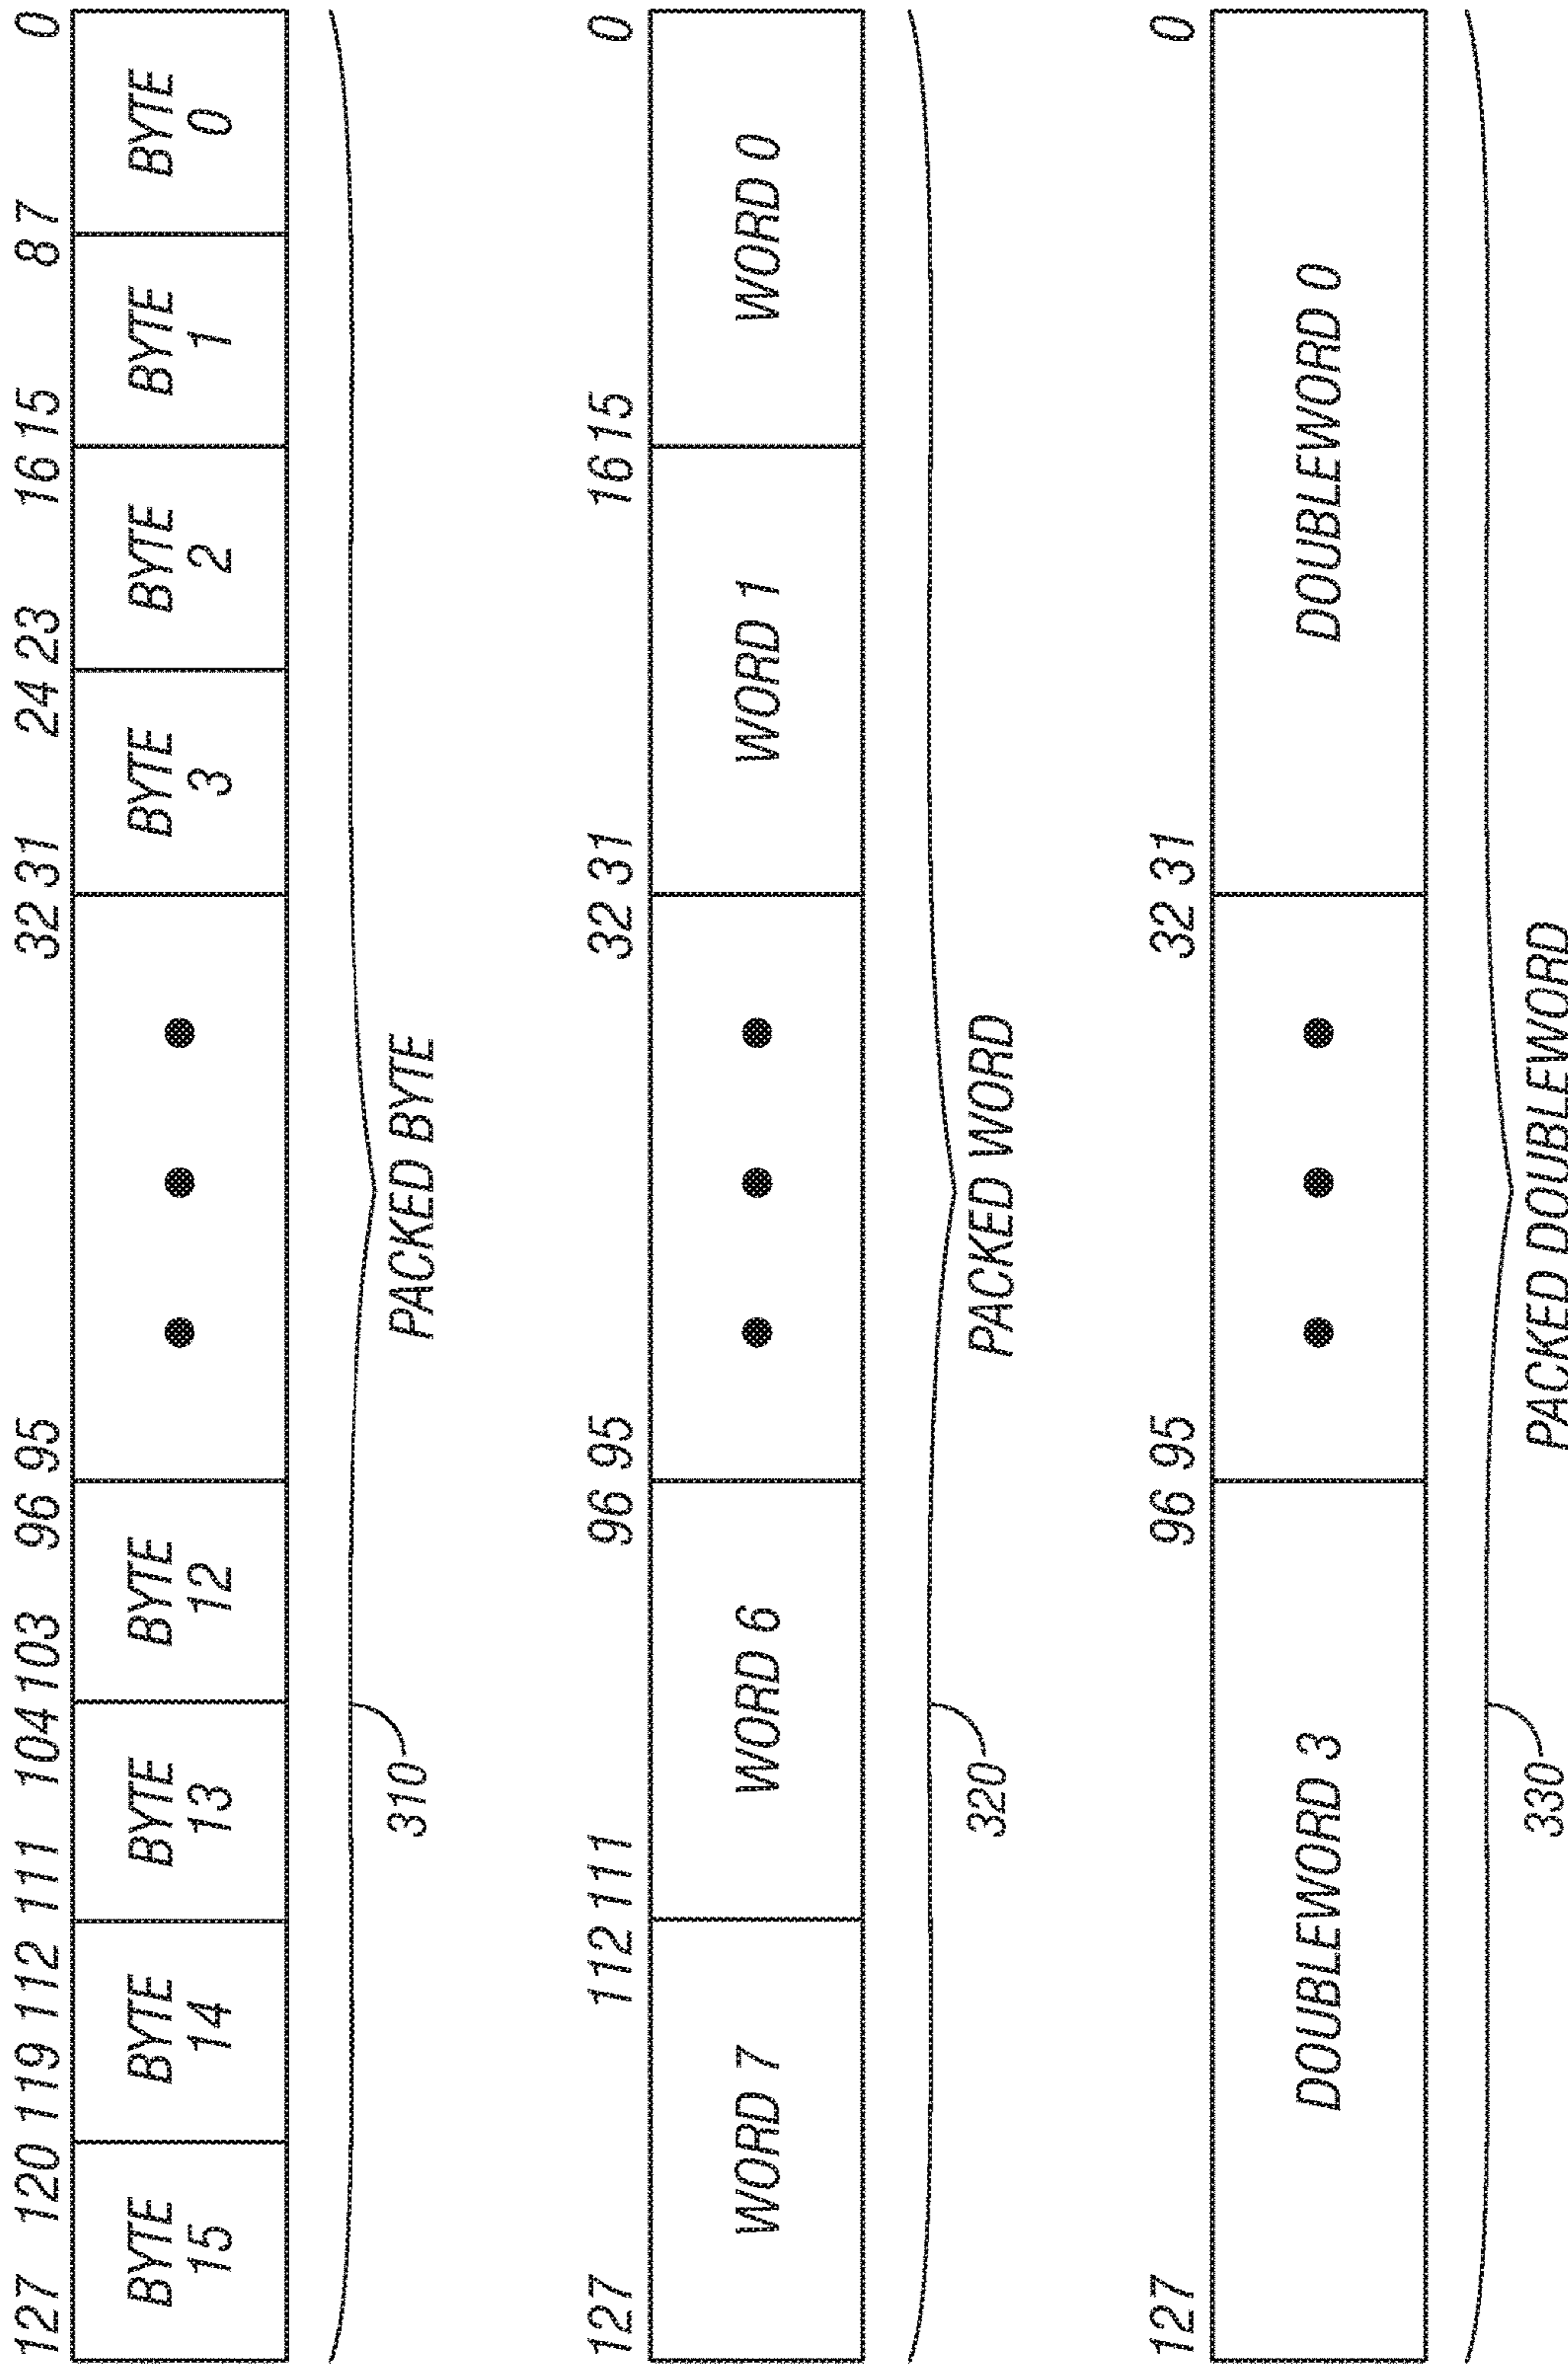 127 120 119 112 111 104 103 96 95 32 31 24 23 16 15 8 7 0
BYTE 15 BYTE 14 BYTE 13 BYTE 12 BYTE 3 BYTE 2 BYTE 1 BYTE 0
310 PACKED BYTE
127 112 111 96 95 32 31 16 15 0
WORD 7 WORD 6 WORD 1 WORD 0
320 PACKED WORD
127 96 95 32 31 0
DOUBLEWORD 3 DOUBLEWORD 0
330 PACKED DOUBLEWORD